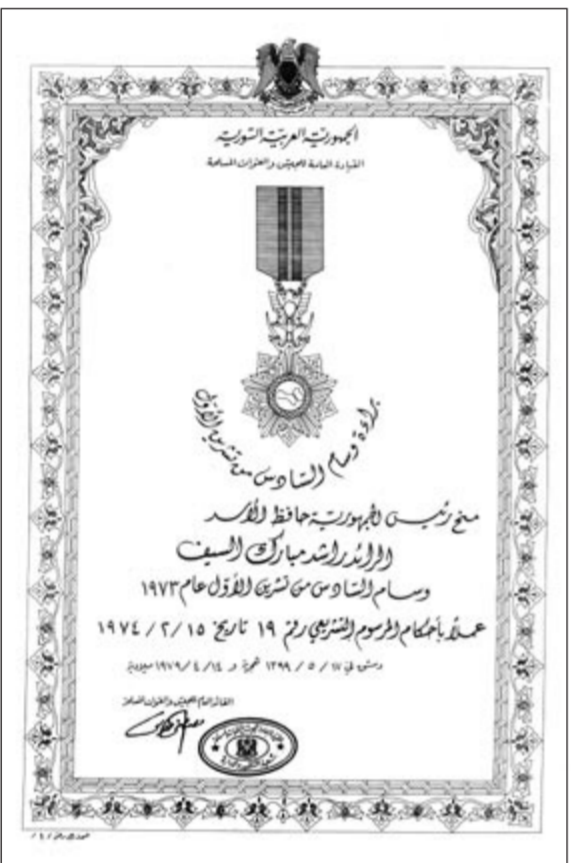 الجمهورية العربية السورية
القيادة العامة للجيش والقوات المسلحة
براءة وسام السادس من تشرين الأول
منح رئيس الجمهورية حافظ الأسد
الرائد راشد مبارك السيف
وسام السادس من تشرين الأول عام ١٩٧٣
عملاً بأحكام المرسوم التشريعي رقم ١٩ تاريخ ١٥ / ٢ / ١٩٧٤
دمشق في ١٧ / ٥ / ١٣٩٩ هجرية و ١٤ / ٤ / ١٩٧٩ ميلادية
القائد العام للجيش والقوات المسلحة